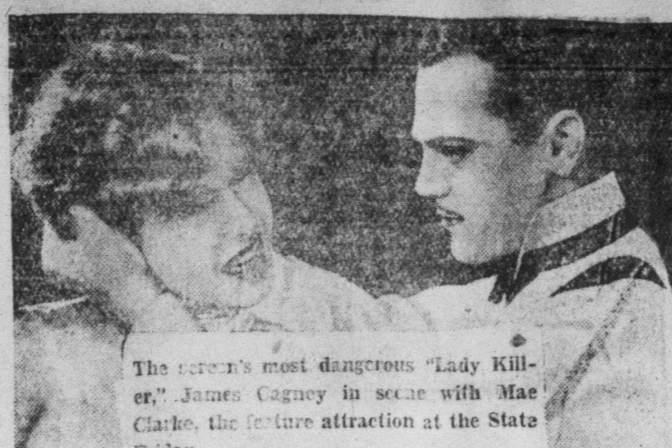 The screen's most dangerous "Lady Kill-
er," James Cagney in scene with Mae
Clarke, the feature attraction at the State
Friday